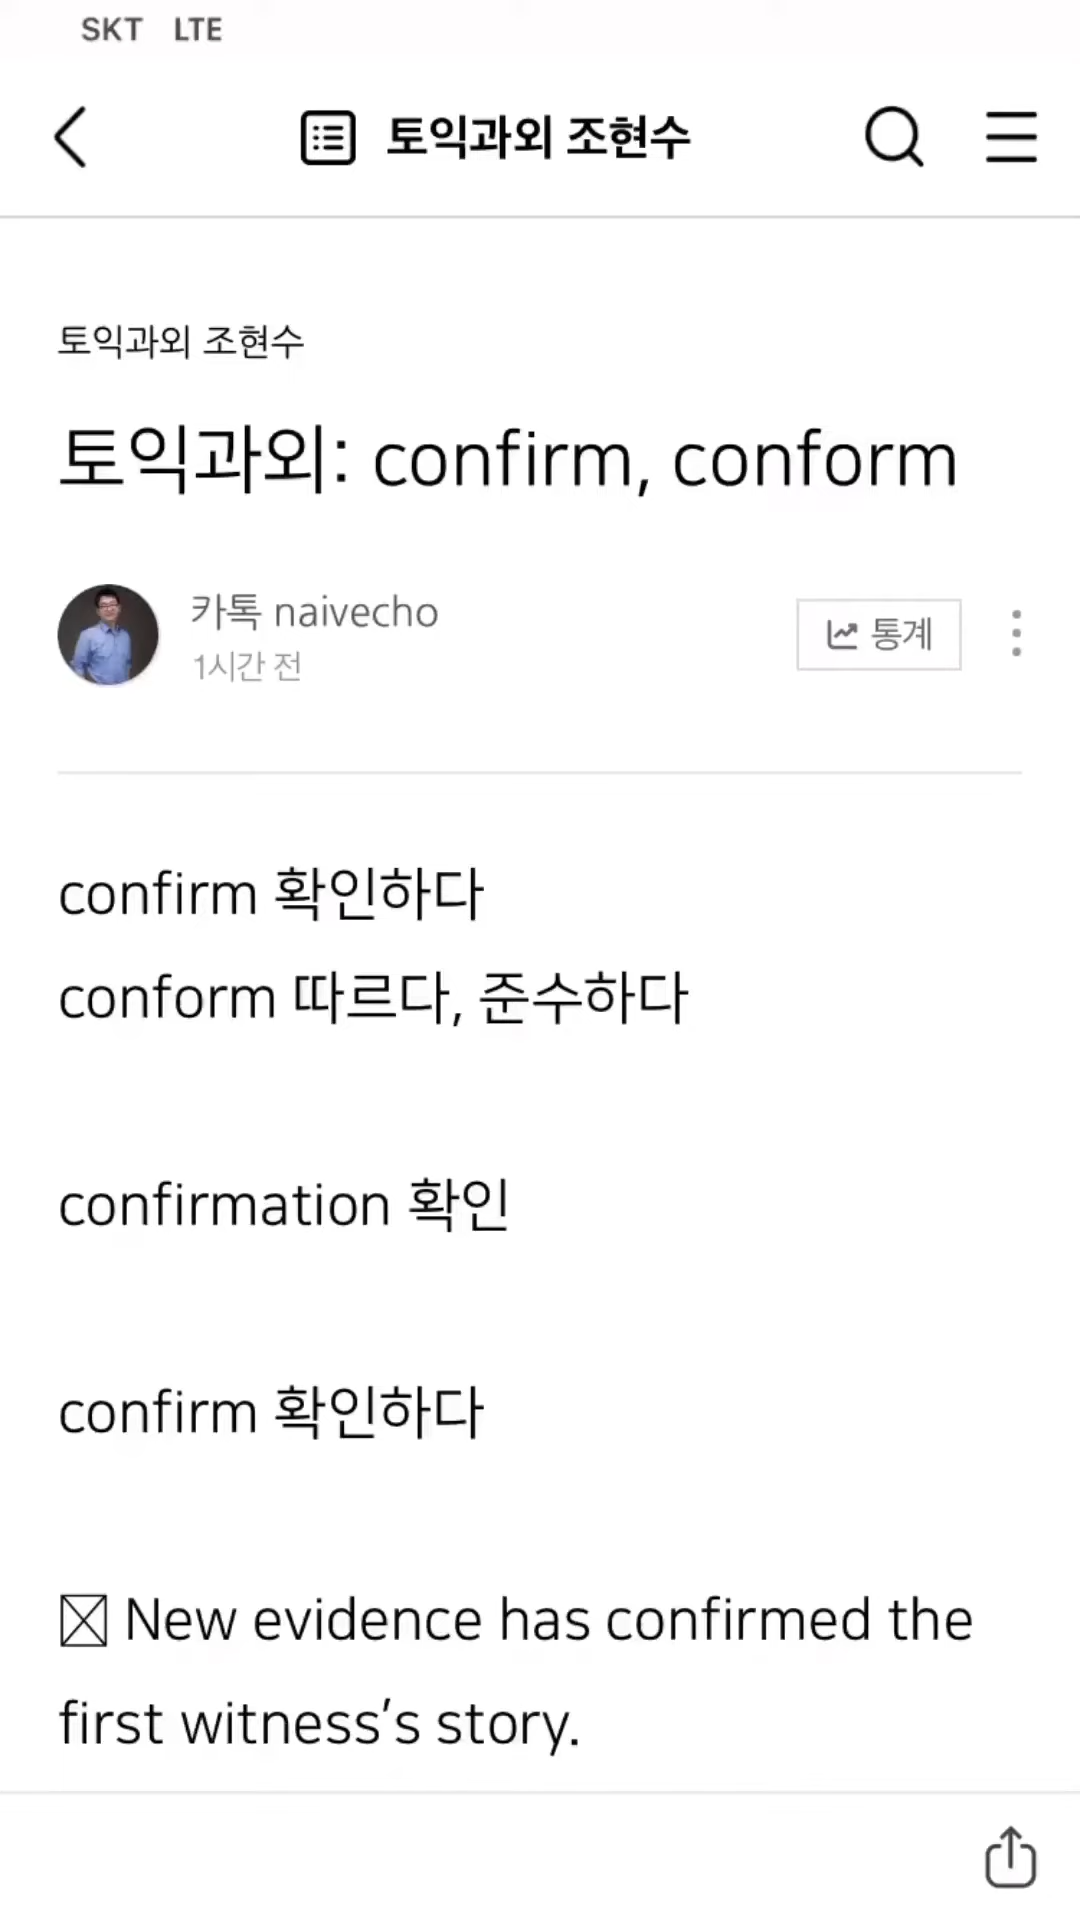 SKT LTE
토익과외 조현수
토익과외 조현수
토익과외: confirm, conform
카톡 naivecho
1시간 전
통계
confirm 확인하다
conform 따르다, 준수하다
confirmation 확인
confirm 확인하다
New evidence has confirmed the
first witness’s story.